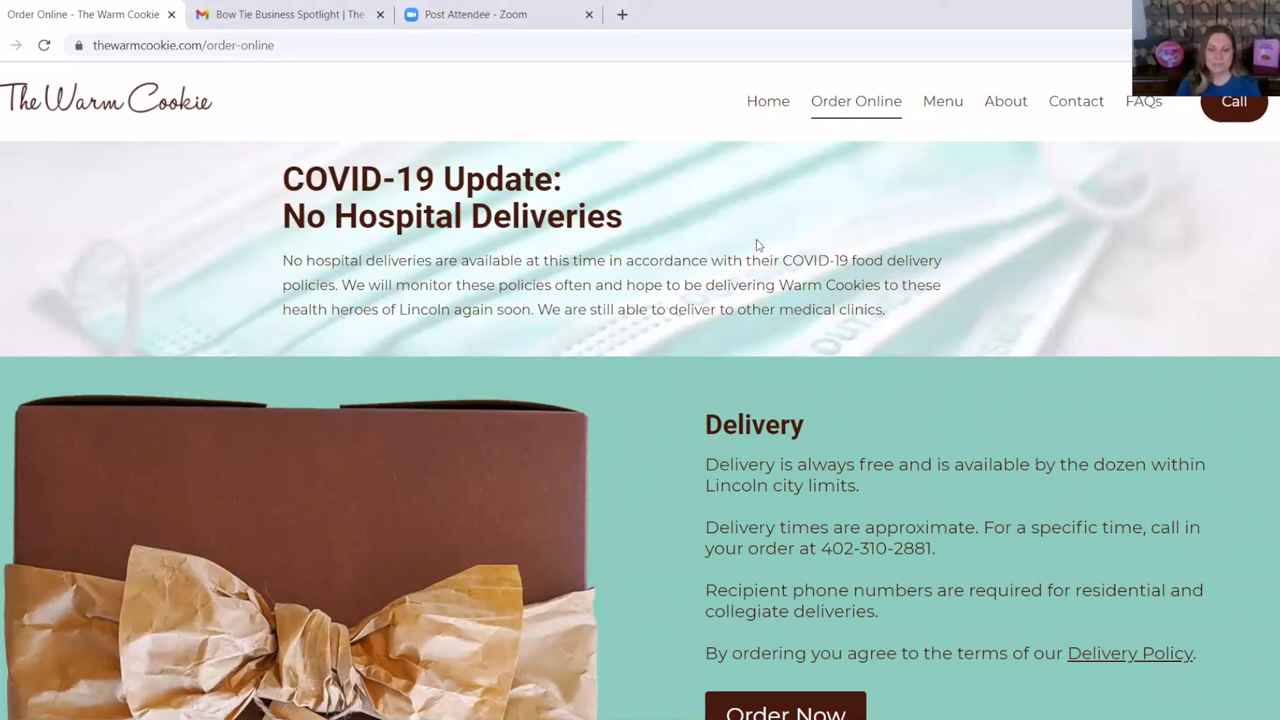 Order Online - The Warm Cookie
Bow Tie Business Spotlight | The
Post Attendee - Zoom
thewarmcookie.com/order-online
The Warm Cookie
Home
Order Online
Menu
About
Contact
FAQs
Call
COVID-19 Update:
No Hospital Deliveries
No hospital deliveries are available at this time in accordance with their COVID-19 food delivery
policies. We will monitor these policies often and hope to be delivering Warm Cookies to these
health heroes of Lincoln again soon. We are still able to deliver to other medical clinics.
Delivery
Delivery is always free and is available by the dozen within
Lincoln city limits.
Delivery times are approximate. For a specific time, call in
your order at 402-310-2881.
Recipient phone numbers are required for residential and
collegiate deliveries.
By ordering you agree to the terms of our Delivery Policy.
Order Now